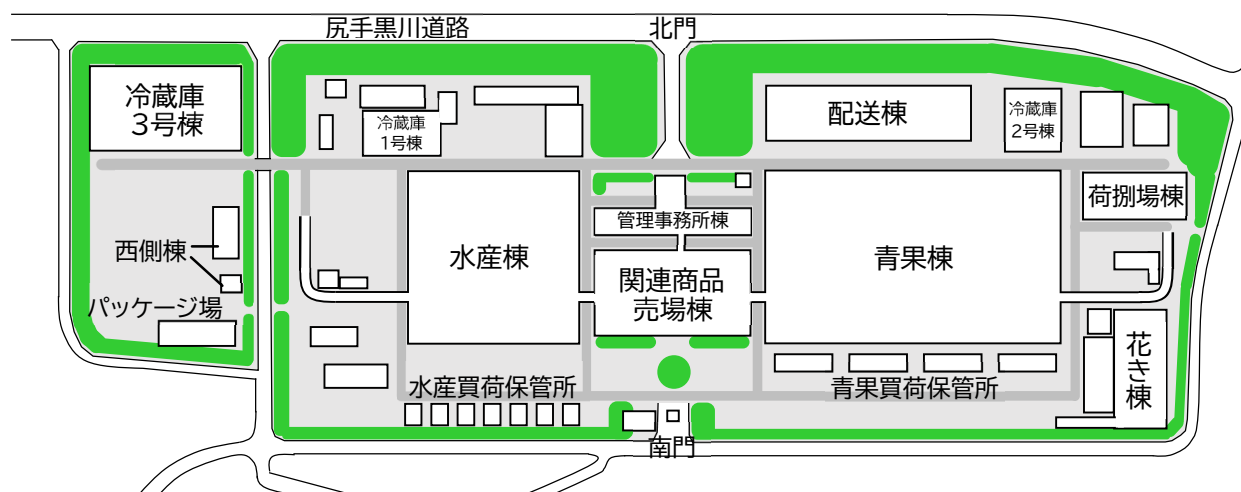 尻手黒川道路
北門
冷蔵庫
3号棟
冷蔵庫
1号棟
配送棟
冷蔵庫
2号棟
荷捌場棟
管理事務所棟
西側棟
水産棟
関連商品
売場棟
青果棟
パッケージ場
花き棟
水産買荷保管所
青果買荷保管所
南門